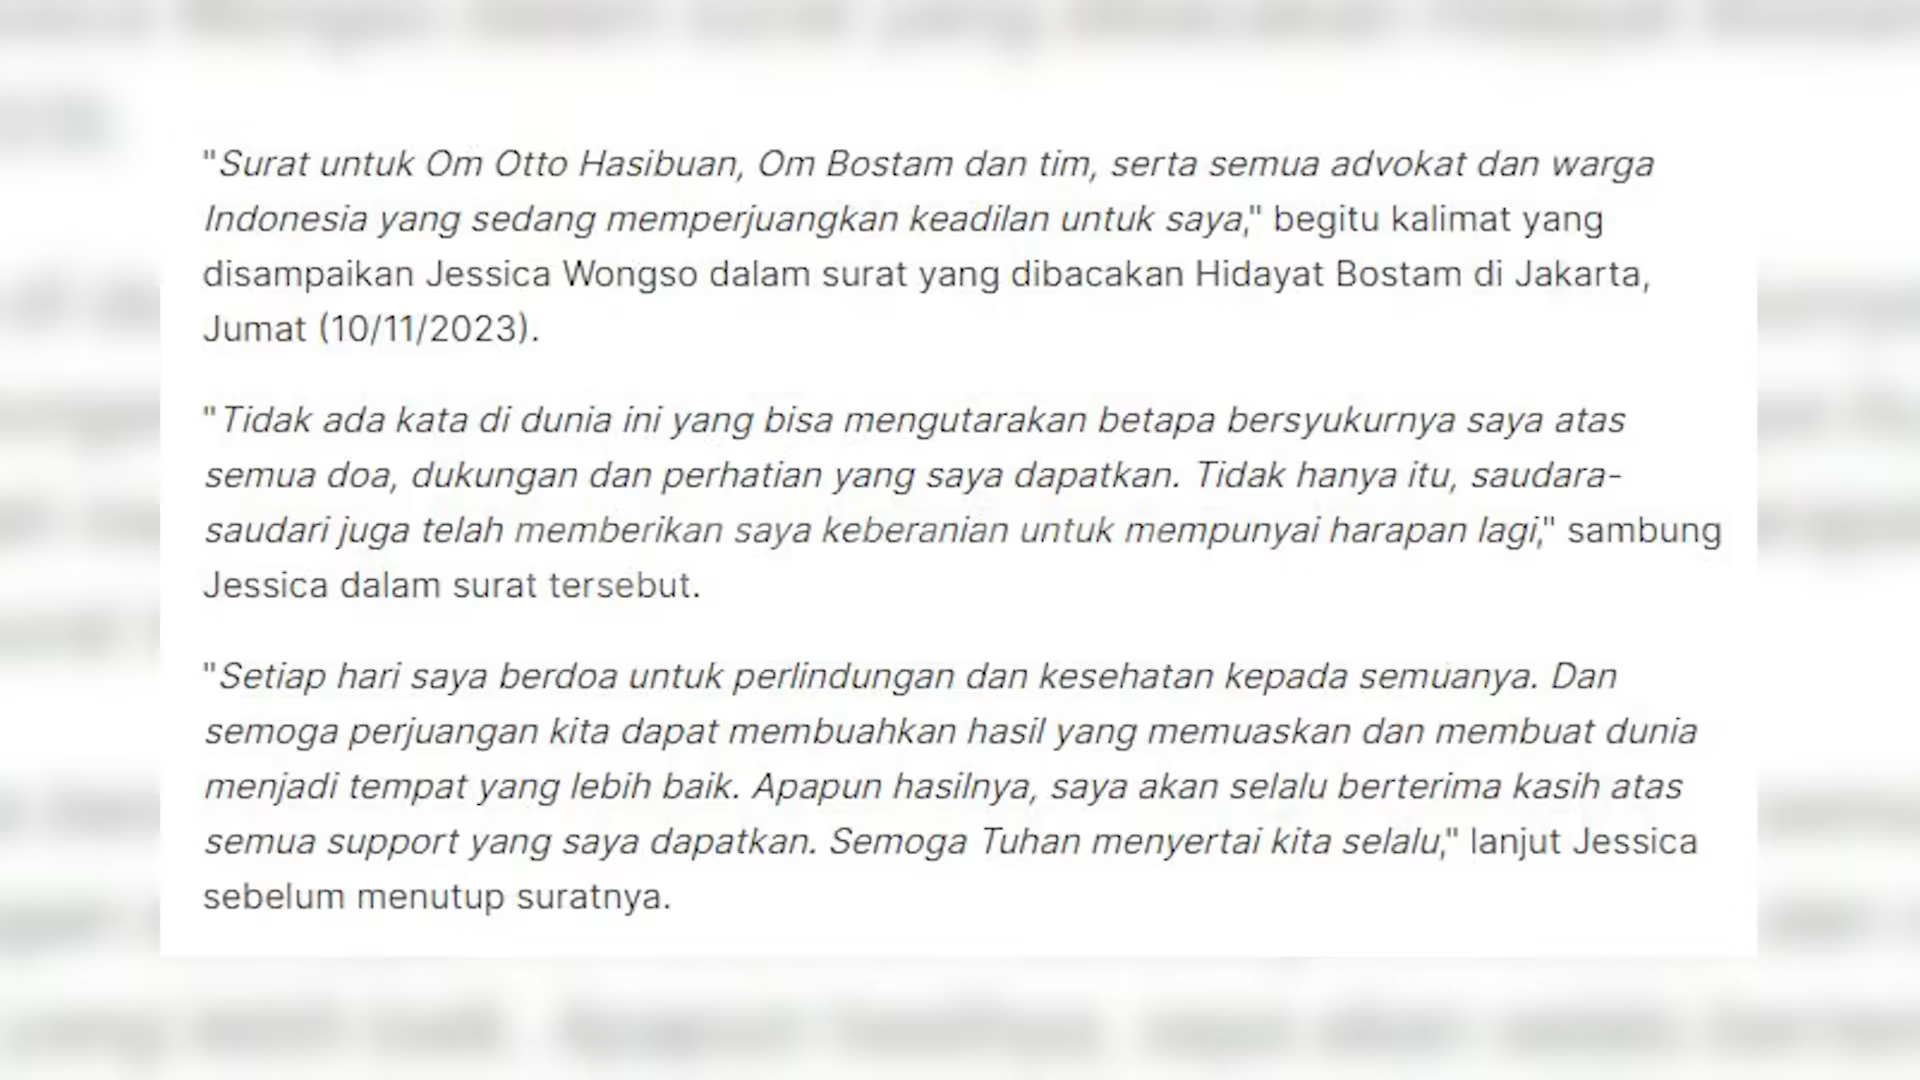 "Surat untuk Om Otto Hasibuan, Om Bostam dan tim, serta semua advokat dan warga
Indonesia yang sedang memperjuangkan keadilan untuk saya," begitu kalimat yang
disampaikan Jessica Wongso dalam surat yang dibacakan Hidayat Bostam di Jakarta,
Jumat (10/11/2023).
"Tidak ada kata di dunia ini yang bisa mengutarakan betapa bersyukurnya saya atas
semua doa, dukungan dan perhatian yang saya dapatkan. Tidak hanya itu, saudara-
saudari juga telah memberikan saya keberanian untuk mempunyai harapan lagi," sambung
Jessica dalam surat tersebut.
"Setiap hari saya berdoa untuk perlindungan dan kesehatan kepada semuanya. Dan
semoga perjuangan kita dapat membuahkan hasil yang memuaskan dan membuat dunia
menjadi tempat yang lebih baik. Apapun hasilnya, saya akan selalu berterima kasih atas
semua support yang saya dapatkan. Semoga Tuhan menyertai kita selalu," lanjut Jessica
sebelum menutup suratnya.